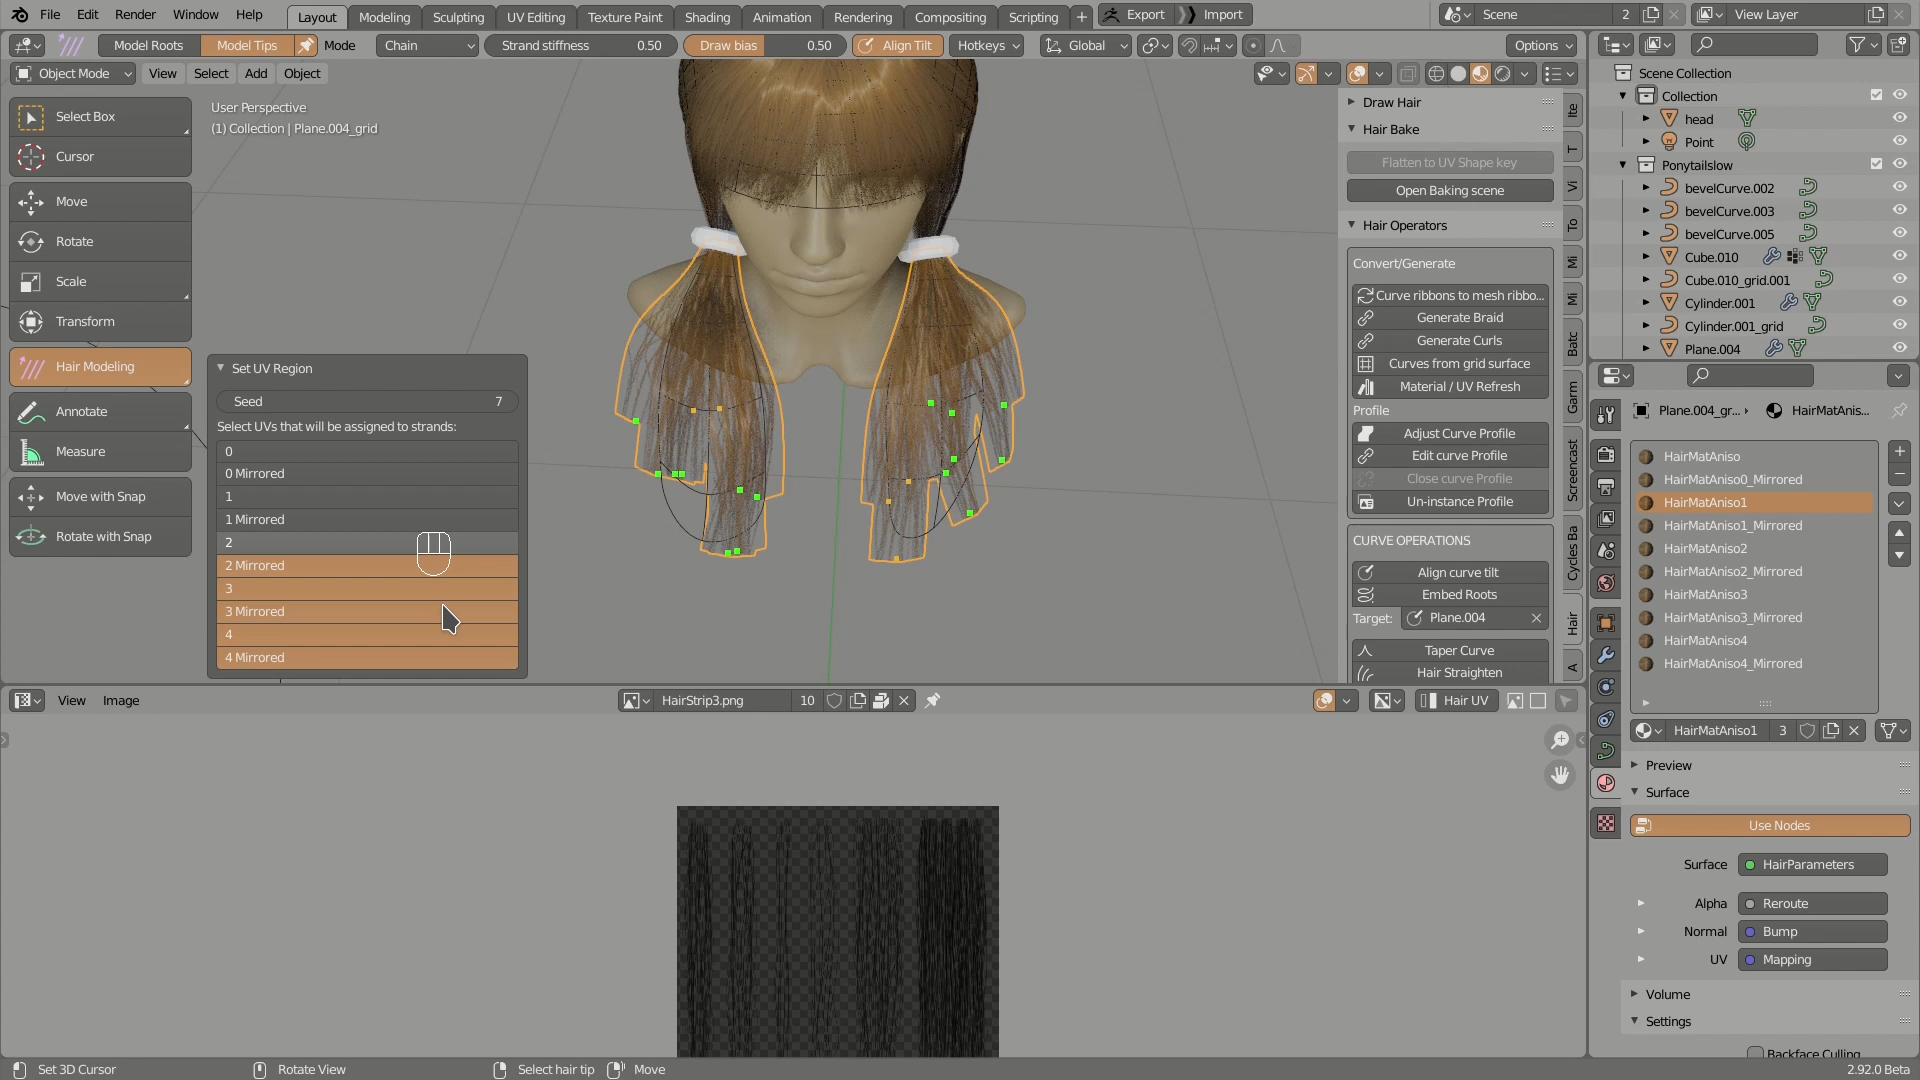 File Edit Render Window Help Layout Modeling Sculpting UV Editing Texture Paint Shading Animation Rendering Compositing Scripting + Export Import Scene 2 View Layer
Model Roots Model Tips Mode Chain Strand stiffness 0.50 Draw bias 0.50 Align Tilt Hotkeys Global Options
Object Mode View Select Add Object
Select Box
Cursor
Move
Rotate
Scale
Transform
Hair Modeling
Annotate
Measure
Move with Snap
Rotate with Snap
User Perspective
(1) Collection | Plane.004_grid
Set UV Region
Seed 7
Select UVs that will be assigned to strands:
0
0 Mirrored
1
1 Mirrored
2
2 Mirrored
3
3 Mirrored
4
4 Mirrored
Draw Hair
Hair Bake
Flatten to UV Shape key
Open Baking scene
Hair Operators
Convert/Generate
Curve ribbons to mesh ribbo...
Generate Braid
Generate Curls
Curves from grid surface
Material / UV Refresh
Profile
Adjust Curve Profile
Edit curve Profile
Close curve Profile
Un-instance Profile
CURVE OPERATIONS
Align curve tilt
Embed Roots
Target: Plane.004
Taper Curve
Hair Straighten
Ite
T
Vi
To
Mi
Mi
Batc
Garm
Screencast
Cycles Ba
Hair
A
Scene Collection
Collection
head
Point
Ponytailslow
bevelCurve.002
bevelCurve.003
bevelCurve.005
Cube.010
Cube.010_grid.001
Cylinder.001
Cylinder.001_grid
Plane.004
Plane.004_gr... HairMatAnis...
HairMatAniso
HairMatAniso0_Mirrored
HairMatAniso1
HairMatAniso1_Mirrored
HairMatAniso2
HairMatAniso2_Mirrored
HairMatAniso3
HairMatAniso3_Mirrored
HairMatAniso4
HairMatAniso4_Mirrored
HairMatAniso1 3
Preview
Surface
Use Nodes
Surface HairParameters
Alpha Reroute
Normal Bump
UV Mapping
Volume
Settings
Backface Culling
View Image HairStrip3.png 10 Hair UV
Set 3D Cursor Rotate View Select hair tip Move 2.92.0 Beta